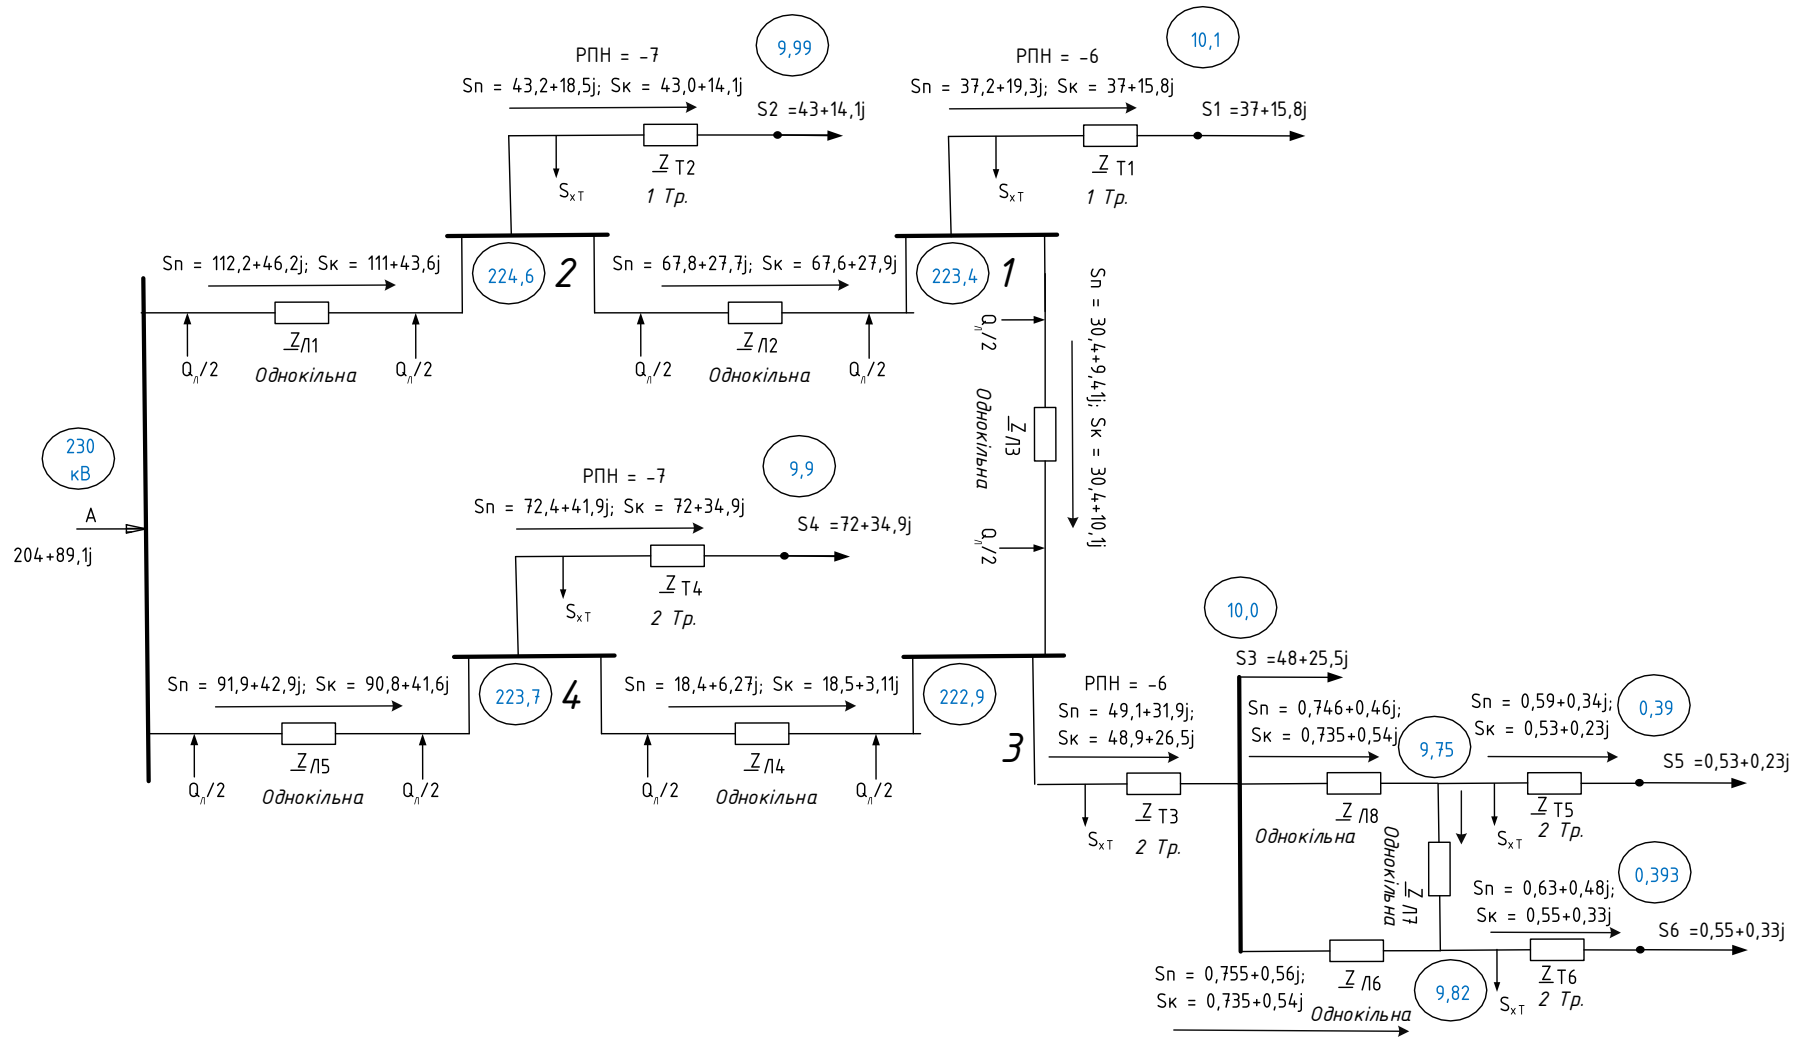 РПН = -7
Sп = 43,2+18,5j; Sк = 43,0+14,1j
9,99
S2 =43+14,1j
Z Т2
1 Тр.
SхТ
РПН = -6
Sп = 37,2+19,3j; Sк = 37+15,8j
10,1
S1 =37+15,8j
Z Т1
1 Тр.
SхТ
Sп = 112,2+46,2j; Sк = 111+43,6j
224,6
2
Sп = 67,8+27,7j; Sк = 67,6+27,9j
223,4
1
Qл/2
Z Л1
Однокільна
Qл/2
Qл/2
Z Л2
Однокільна
Qл/2
Qл/2
Однокільна
Z Л3
Sп = 30,4+9,41j; Sк = 30,4+10,1j
Qл/2
230
кВ
А
204+89,1j
РПН = -7
Sп = 72,4+41,9j; Sк = 72+34,9j
9,9
S4 =72+34,9j
Z Т4
2 Тр.
SхТ
Sп = 91,9+42,9j; Sк = 90,8+41,6j
223,7
4
Sп = 18,4+6,27j; Sк = 18,5+3,11j
222,9
3
Qл/2
Z Л5
Однокільна
Qл/2
Qл/2
Z Л4
Однокільна
Qл/2
РПН = -6
Sп = 49,1+31,9j;
Sк = 48,9+26,5j
Z Т3
2 Тр.
SхТ
10,0
S3 =48+25,5j
Sп = 0,746+0,46j;
Sк = 0,735+0,54j
9,75
Sп = 0,59+0,34j;
Sк = 0,53+0,23j
0,39
S5 =0,53+0,23j
Z Л8
Однокільна
Z Т5
2 Тр.
SхТ
Однокільна
Z Л7
0,393
Sп = 0,63+0,48j;
Sк = 0,55+0,33j
S6 =0,55+0,33j
Z Л6
Однокільна
9,82
Z Т6
2 Тр.
SхТ
Sп = 0,755+0,56j;
Sк = 0,735+0,54j